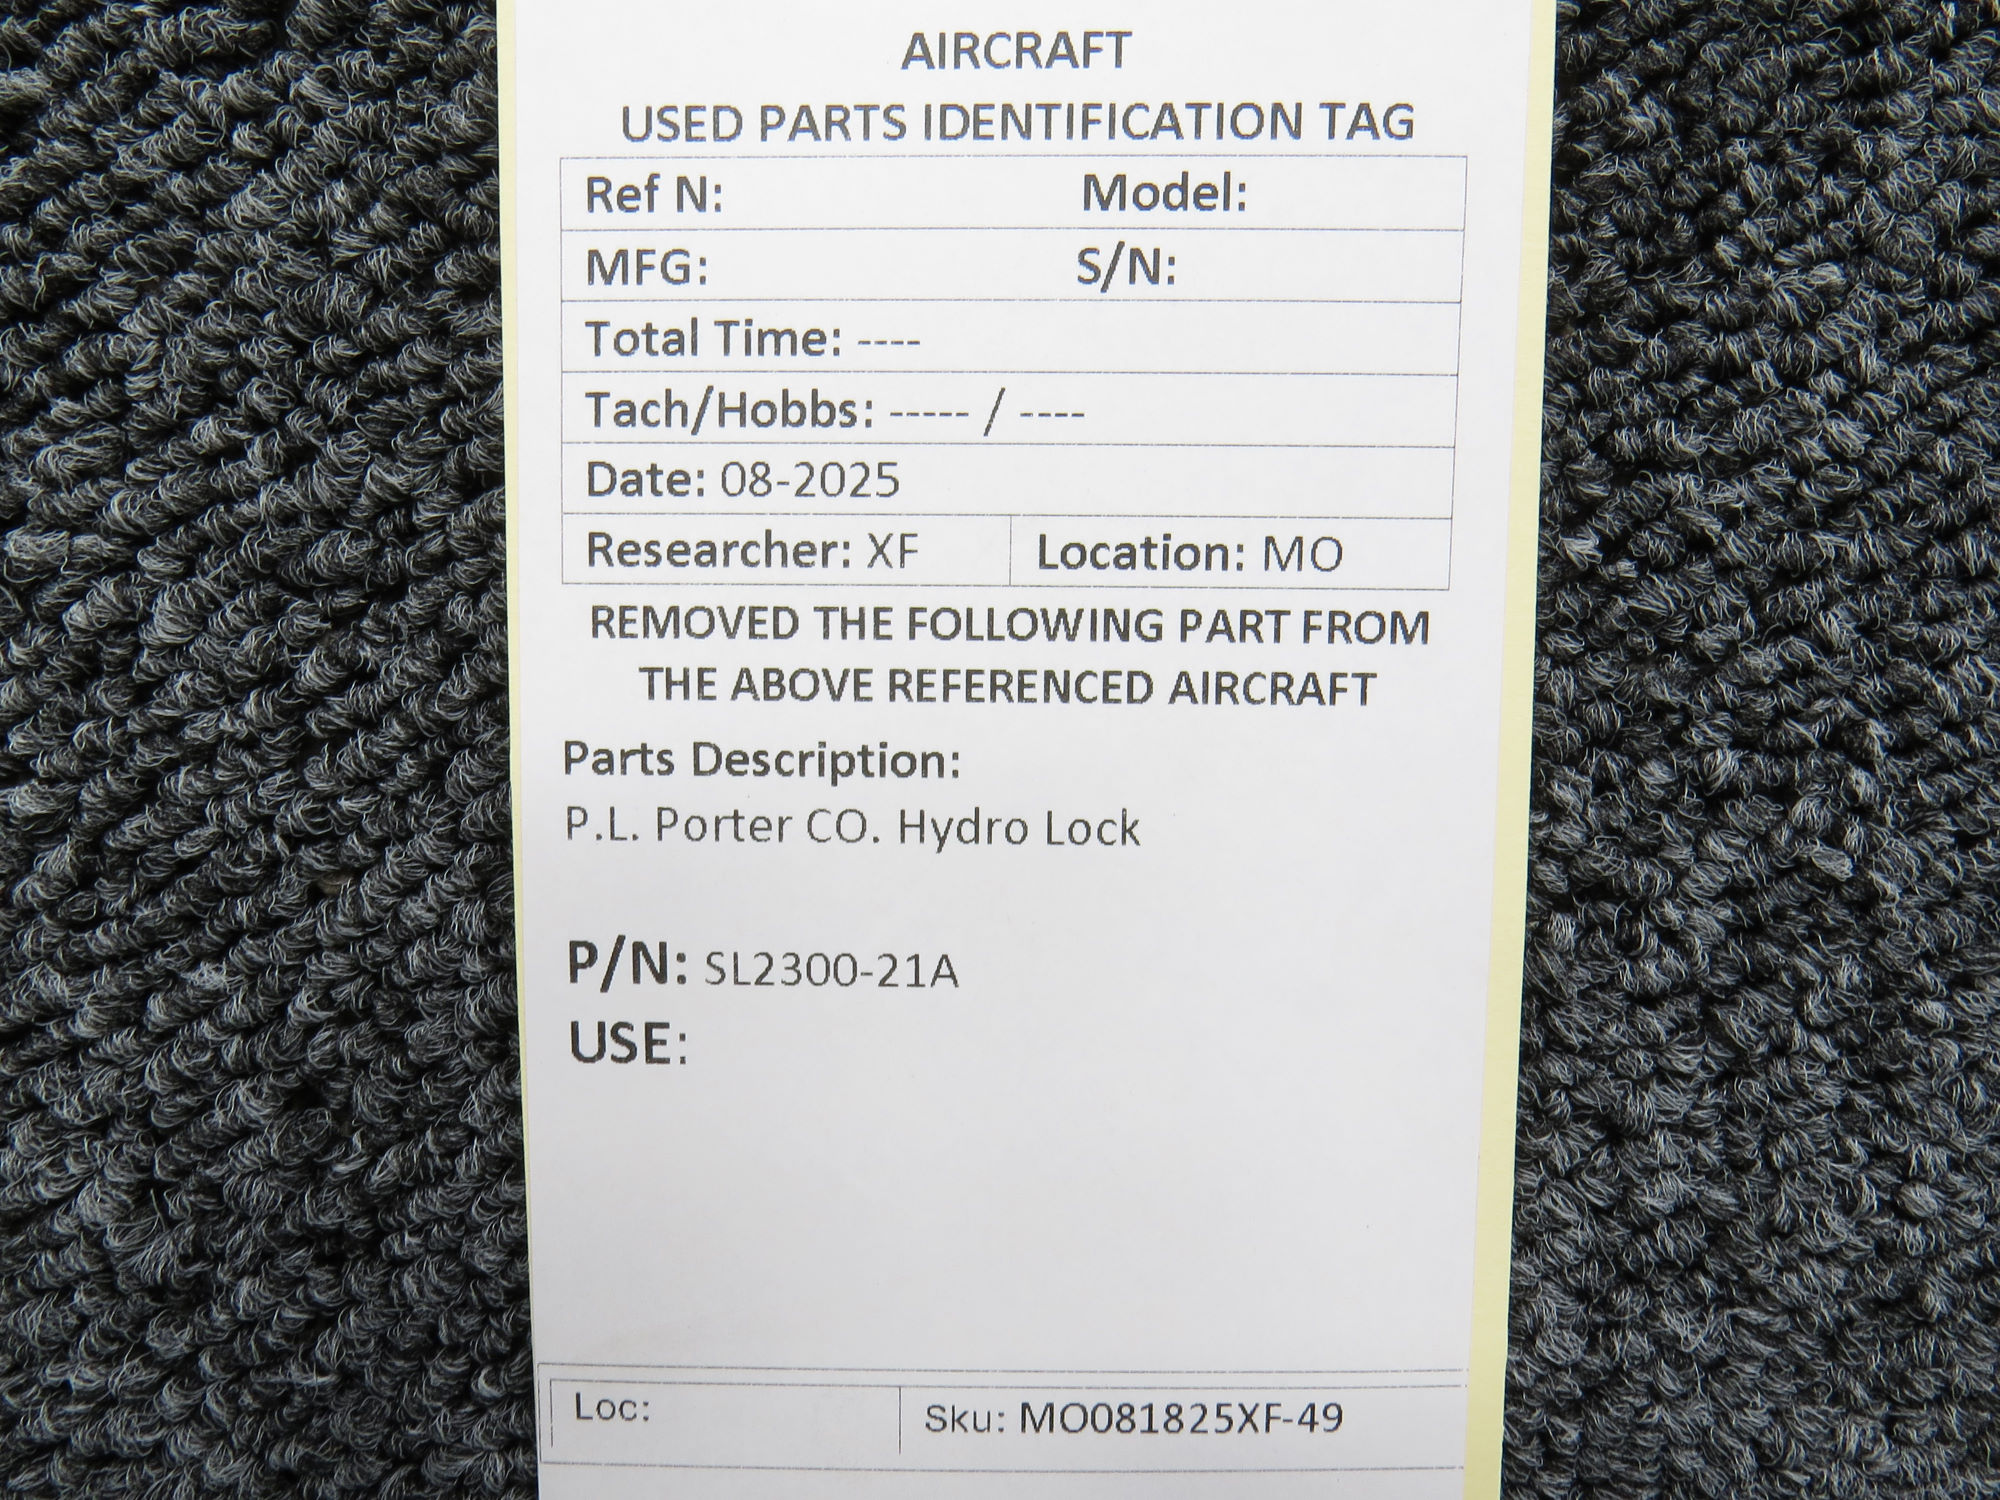 AIRCRAFT
USED PARTS IDENTIFICATION TAG
Ref N: Model:
MFG: S/N:
Total Time: ----
Tach/Hobbs: ----- / ----
Date: 08-2025
Researcher: XF Location: MO
REMOVED THE FOLLOWING PART FROM
THE ABOVE REFERENCED AIRCRAFT
Parts Description:
P.L. Porter CO. Hydro Lock
P/N: SL2300-21A
USE:
Loc: Sku: MO081825XF-49